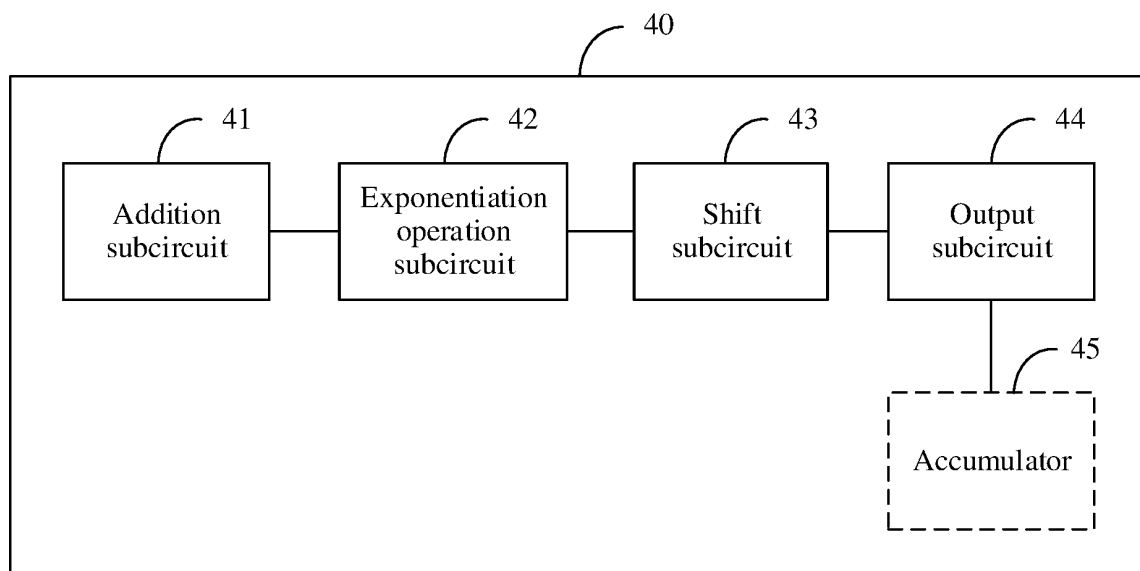 40
41
42
43
44
Addition
subcircuit
Exponentiation
operation
subcircuit
Shift
subcircuit
Output
subcircuit
45
Accumulator